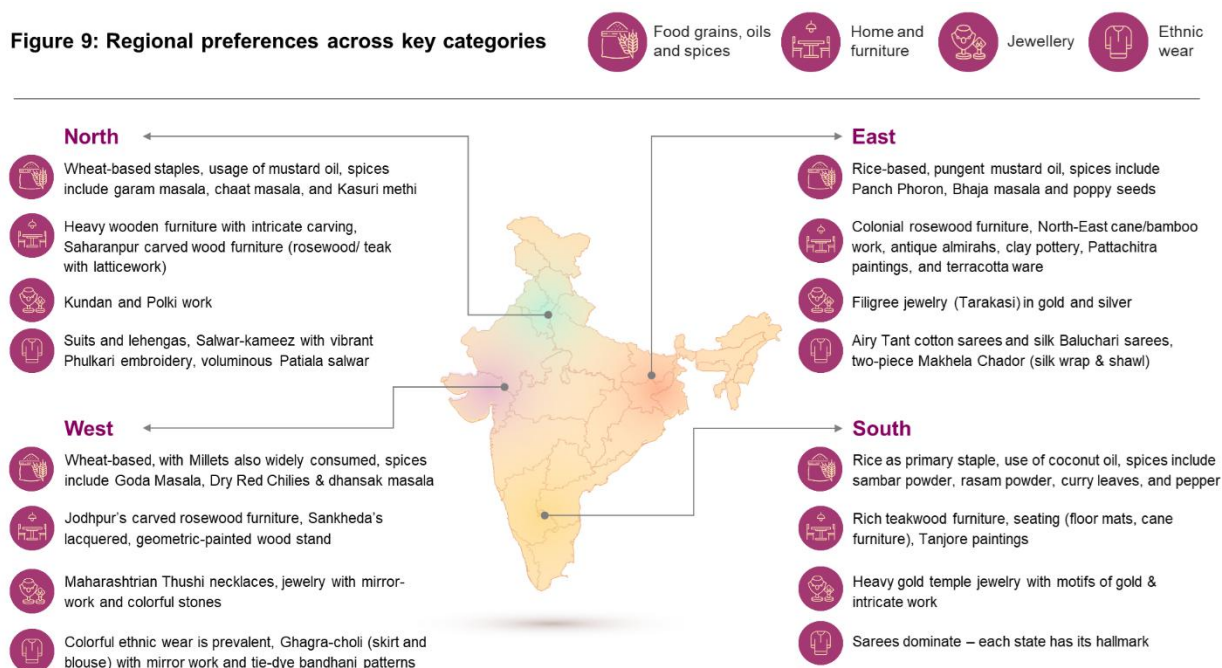 Figure 9: Regional preferences across key categories
Food grains, oils
and spices
Home and
furniture
Jewellery
Ethnic
wear
North
Wheat-based staples, usage of mustard oil, spices
include garam masala, chaat masala, and Kasuri methi
Heavy wooden furniture with intricate carving,
Saharanpur carved wood furniture (rosewood/ teak
with latticework)
Kundan and Polki work
Suits and lehengas, Salwar-kameez with vibrant
Phulkari embroidery, voluminous Patiala salwar
East
Rice-based, pungent mustard oil, spices include
Panch Phoron, Bhaja masala and poppy seeds
Colonial rosewood furniture, North-East cane/bamboo
work, antique almirahs, clay pottery, Pattachitra
paintings, and terracotta ware
Filigree jewelry (Tarakasi) in gold and silver
Airy Tant cotton sarees and silk Baluchari sarees,
two-piece Makhela Chador (silk wrap & shawl)
West
Wheat-based, with Millets also widely consumed, spices
include Goda Masala, Dry Red Chilies & dhansak masala
Jodhpur's carved rosewood furniture, Sankheda's
lacquered, geometric-painted wood stand
Maharashtrian Thushi necklaces, jewelry with mirror-
work and colorful stones
Colorful ethnic wear is prevalent, Ghagra-choli (skirt and
blouse) with mirror work and tie-dye bandhani patterns
South
Rice as primary staple, use of coconut oil, spices include
sambar powder, rasam powder, curry leaves, and pepper
Rich teakwood furniture, seating (floor mats, cane
furniture), Tanjore paintings
Heavy gold temple jewelry with motifs of gold &
intricate work
Sarees dominate – each state has its hallmark